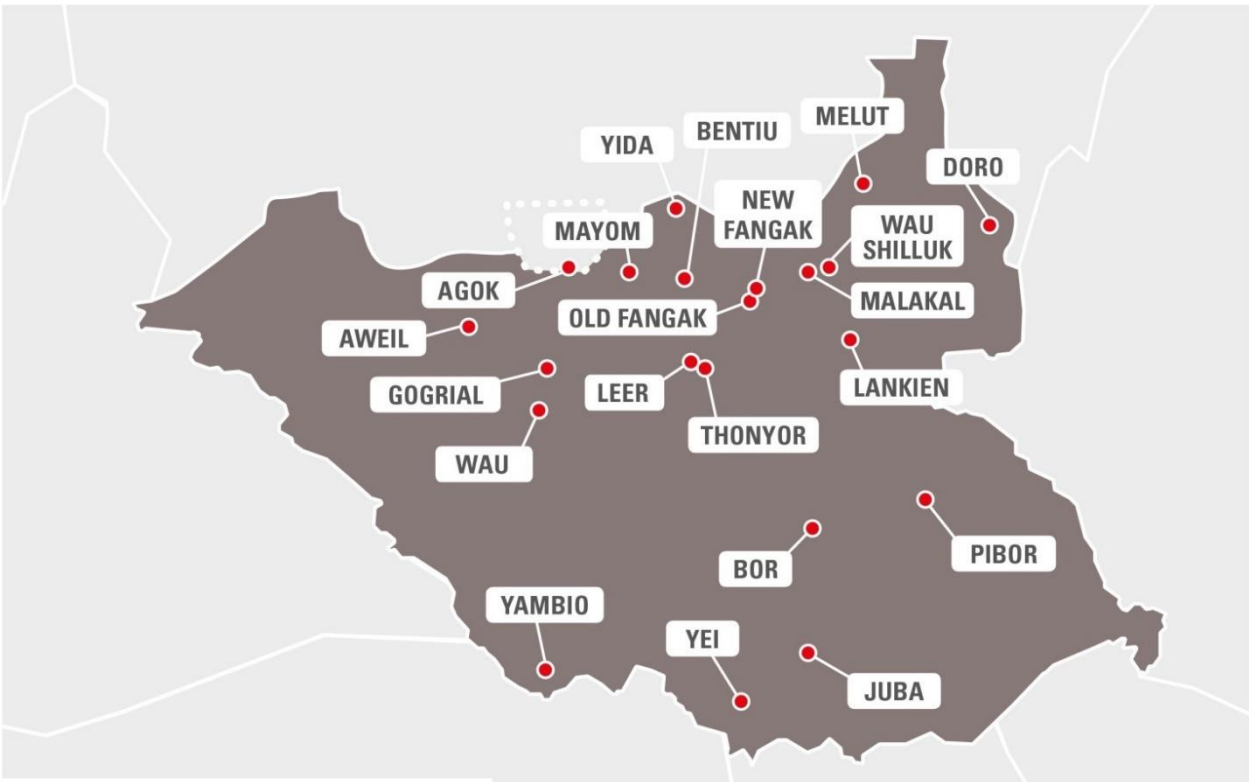 MELUT
BENTIU
YIDA
DORO
NEW
FANGAK
WAU
SHILLUK
MAYOM
AGOK
MALAKAL
OLD FANGAK
AWEIL
GOGRIAL
LEER
LANKIEN
THONYOR
WAU
PIBOR
BOR
YAMBIO
YEI
JUBA